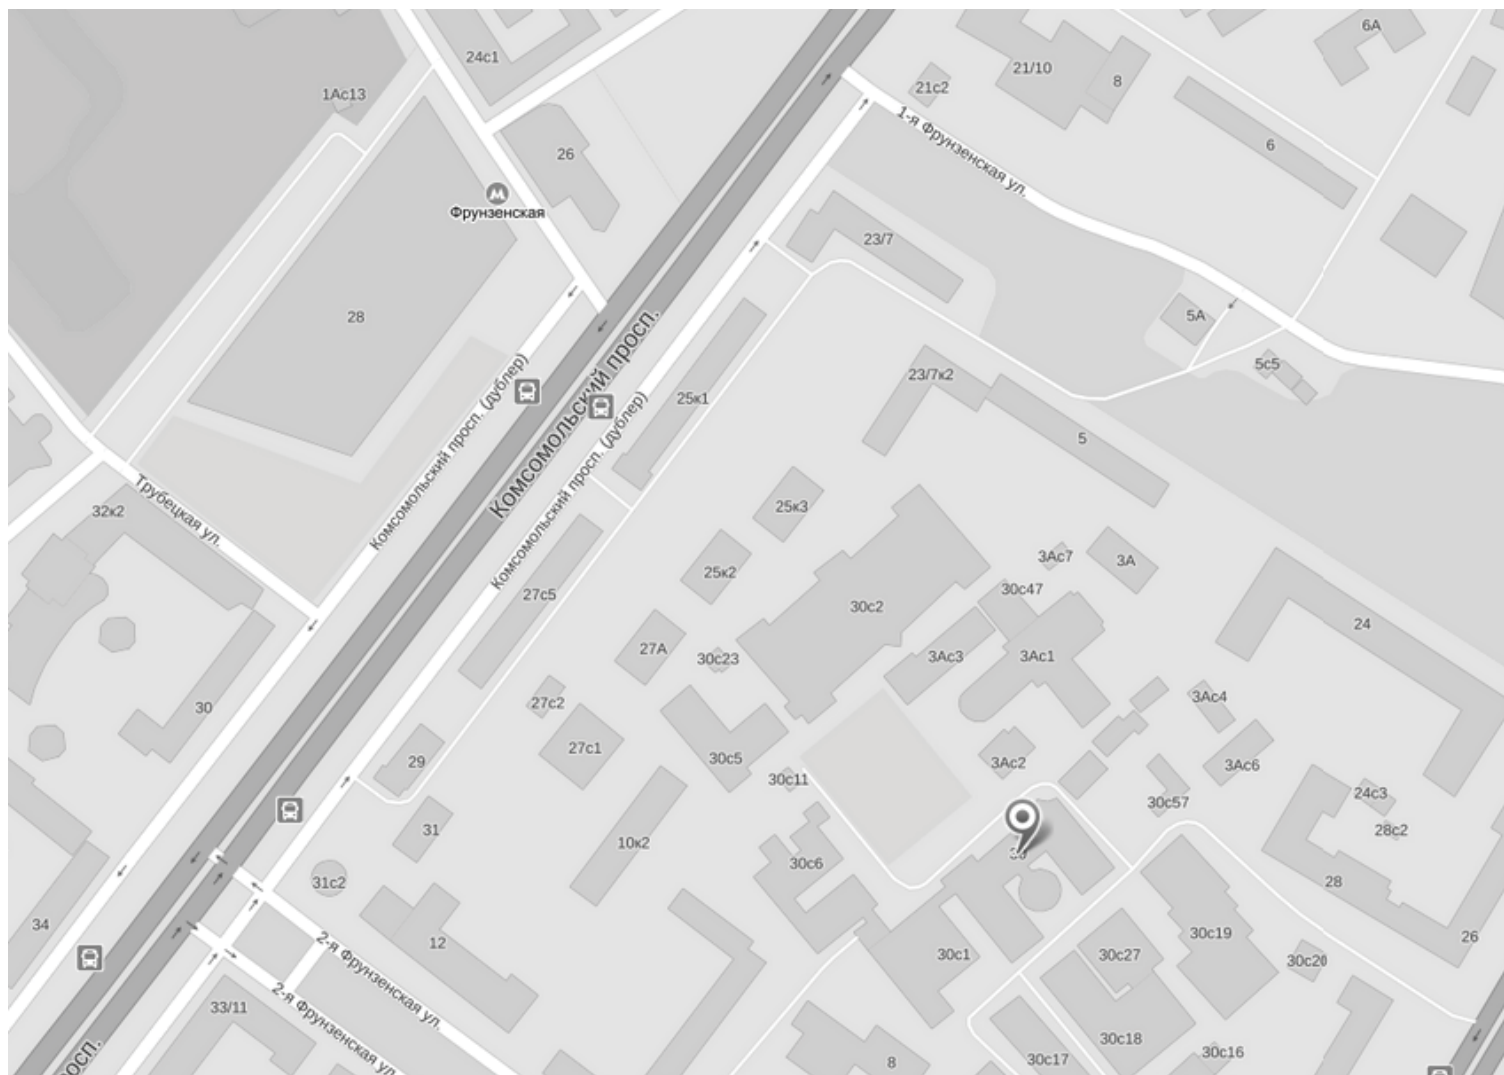 6А
24с1
21/10
8
21с2
1Ас13
1-я Фрунзенская ул.
6
26
Фрунзенская
23/7
28
5А
5с5
Комсомольский просп.
Комсомольский просп. (дублер)
Комсомольский просп. (дублер)
25к1
23/7к2
5
Трубецкая ул.
32к2
25к3
25к2
3Ас7
3А
30с47
27с5
30с2
24
27А
30с23
3Ас3
3Ас1
3Ас4
30
27с2
27с1
30с5
29
3Ас2
3Ас6
30с11
24с3
30с57
28с2
31
10к2
30с6
30
28
31с2
34
12
30с1
30с27
30с19
26
30с20
2-я Фрунзенская ул.
2-я Фрунзенская ул.
33/11
30с18
30с16
30с17
8
просп.